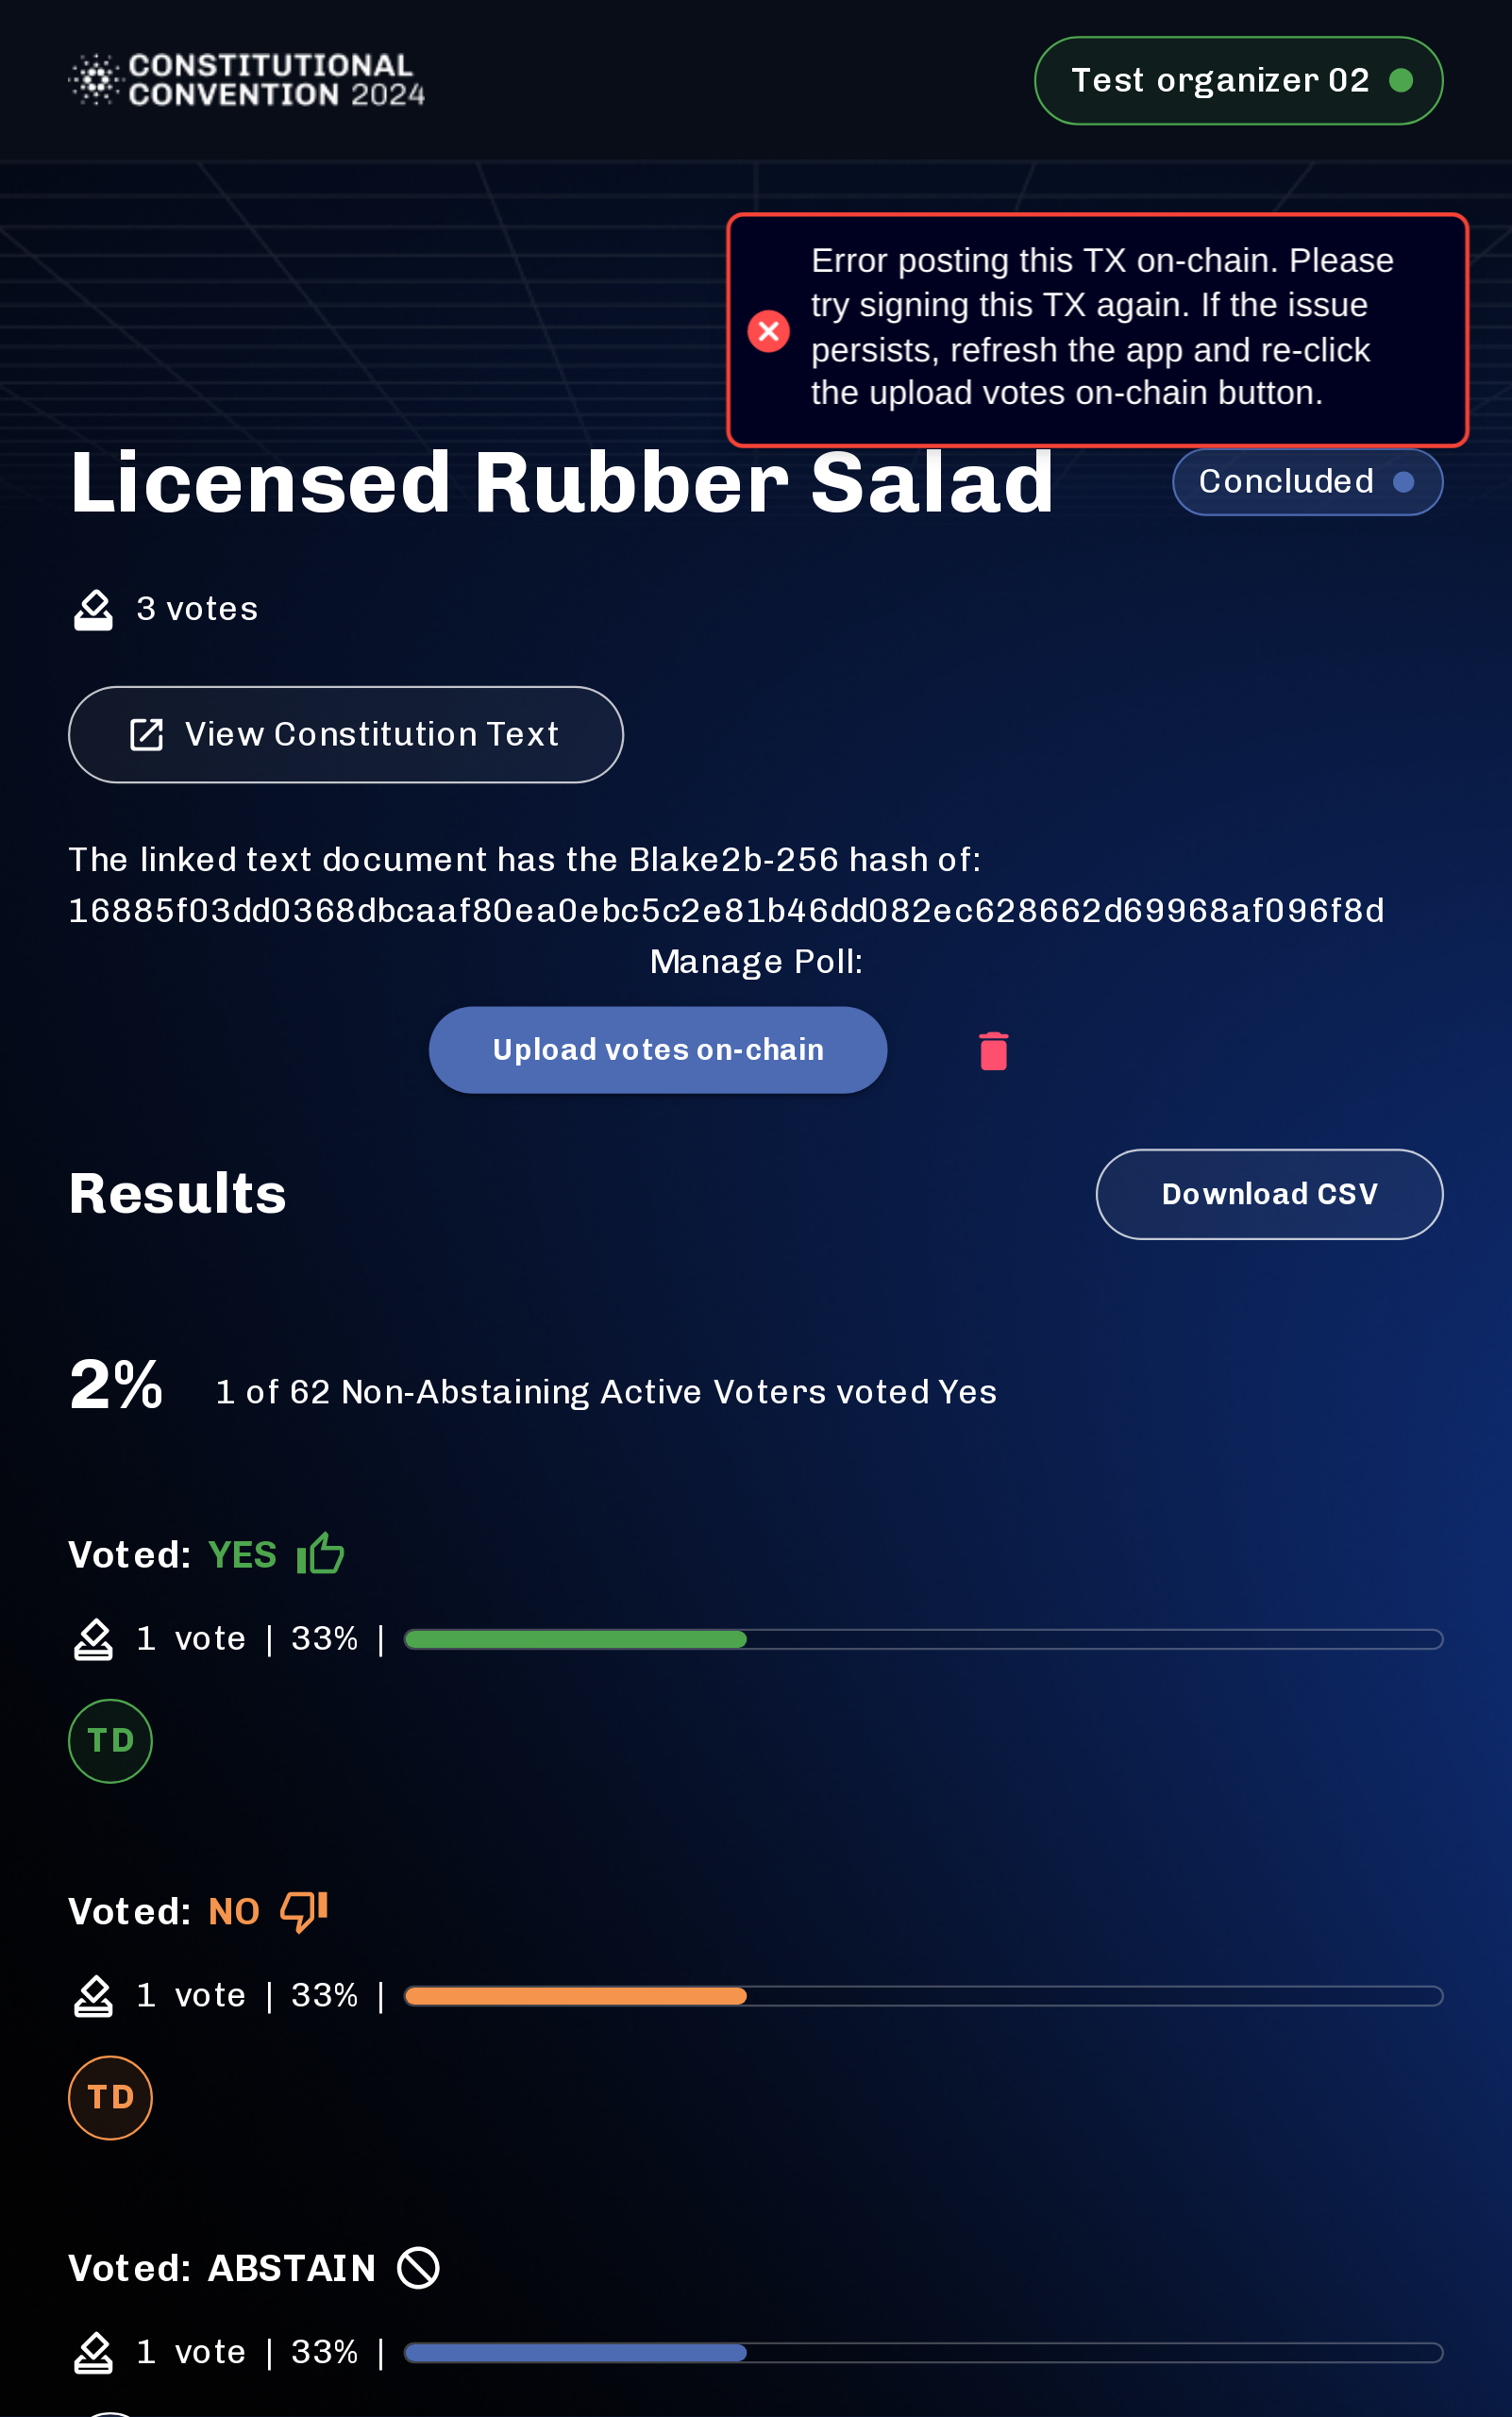 CONSTITUTIONAL
CONVENTION 2024
Test organizer 02
Error posting this TX on-chain. Please
try signing this TX again. If the issue
persists, refresh the app and re-click
the upload votes on-chain button.
Licensed Rubber Salad
Concluded
3 votes
View Constitution Text
The linked text document has the Blake2b-256 hash of:
16885f03dd0368dbcaaf80ea0ebc5c2e81b46dd082ec628662d69968af096f8d
Manage Poll:
Upload votes on-chain
Results
Download CSV
2% 1 of 62 Non-Abstaining Active Voters voted Yes
Voted: YES
1 vote | 33% |
TD
Voted: NO
1 vote | 33% |
TD
Voted: ABSTAIN
1 vote | 33% |